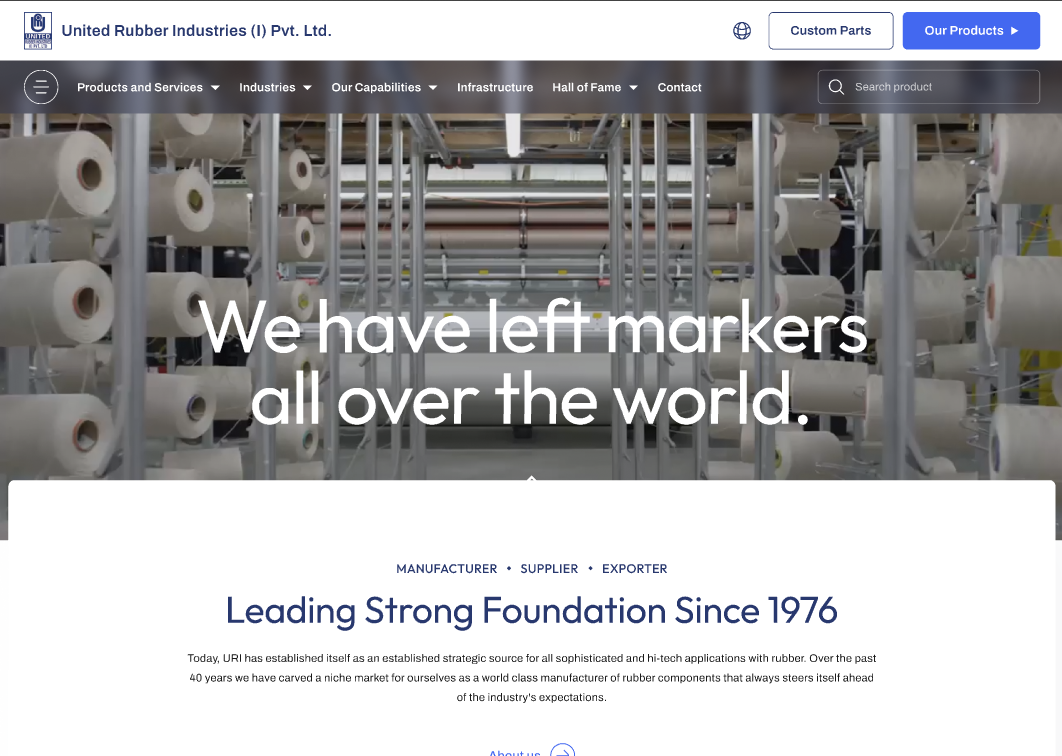 UNITED
United Rubber Industries (I) Pvt. Ltd.
Custom Parts
Our Products
Products and Services
Industries
Our Capabilities
Infrastructure
Hall of Fame
Contact
Search product
We have left markers
all over the world.
MANUFACTURER • SUPPLIER • EXPORTER
Leading Strong Foundation Since 1976
Today, URI has established itself as an established strategic source for all sophisticated and hi-tech applications with rubber. Over the past
40 years we have carved a niche market for ourselves as a world class manufacturer of rubber components that always steers itself ahead
of the industry's expectations.
About us